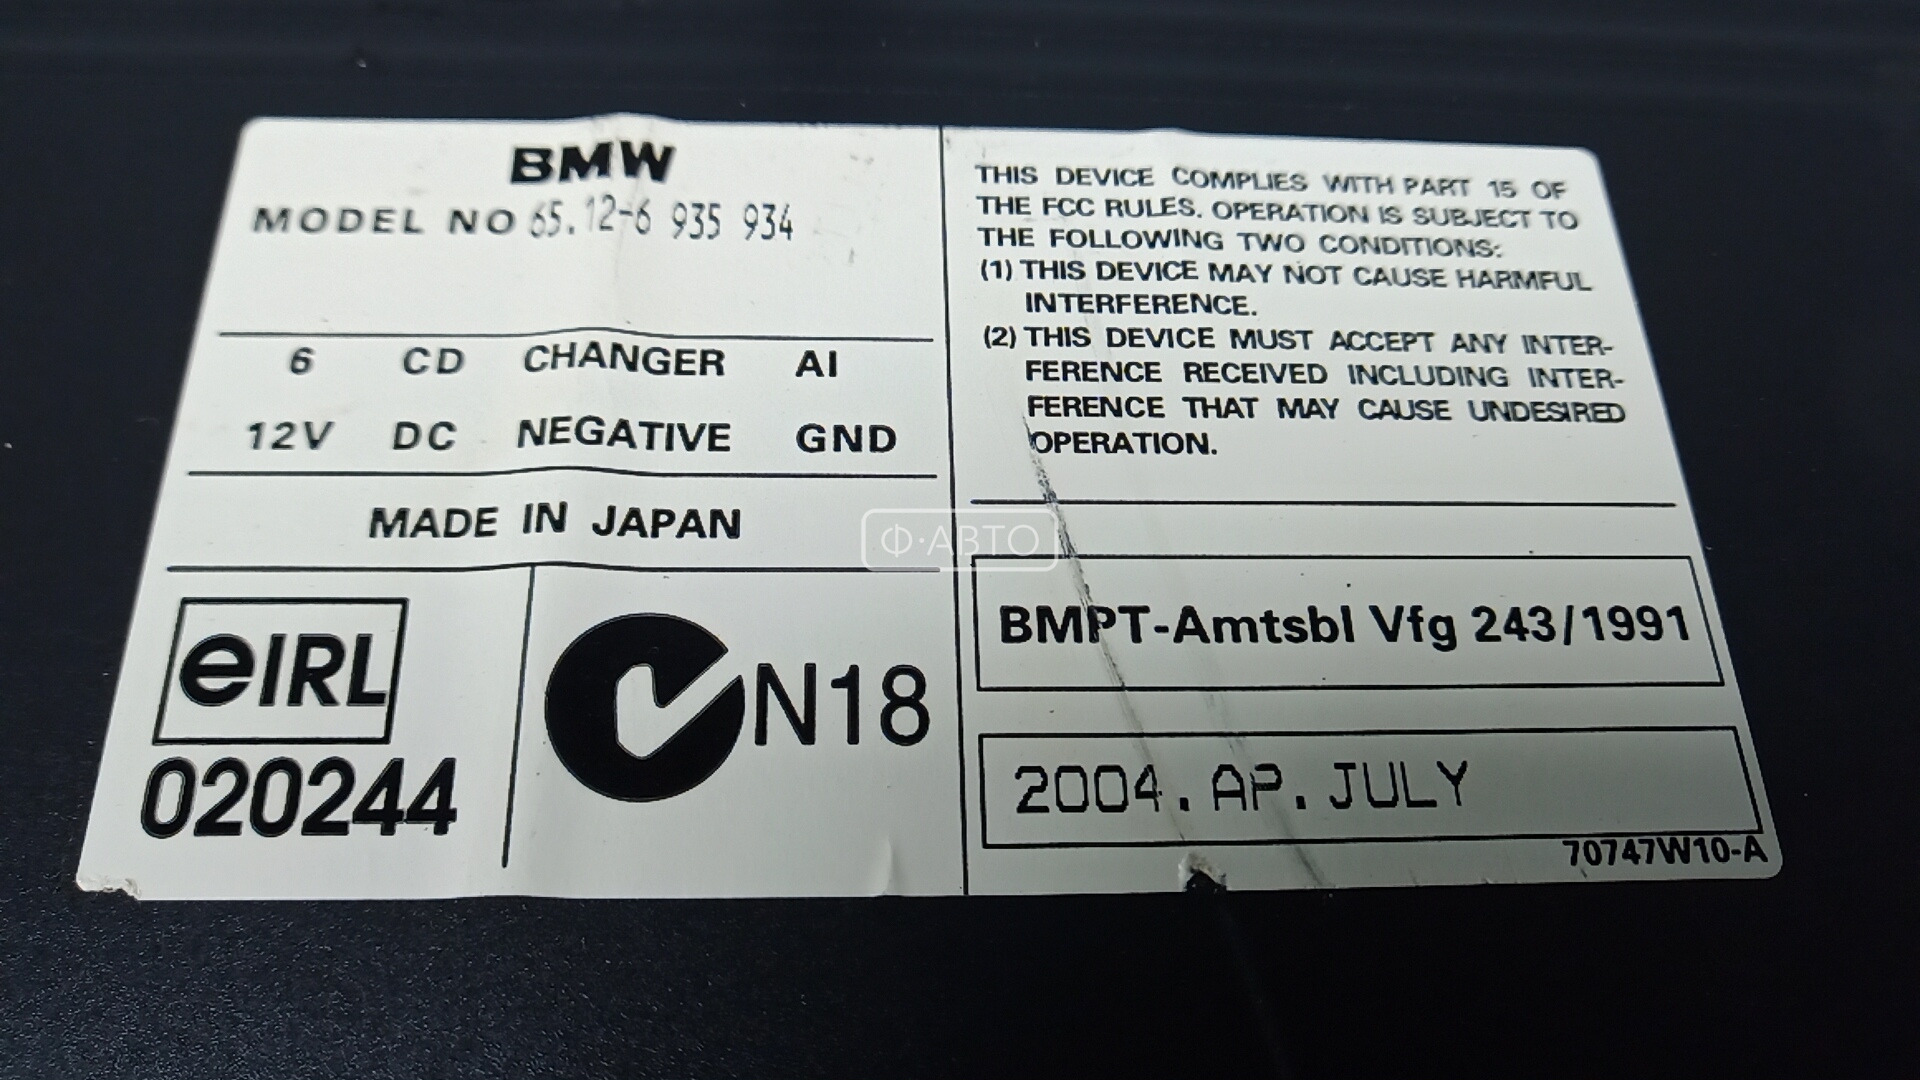 BMW
MODEL NO 65.12-6 935 934
6 CD CHANGER AI
12V DC NEGATIVE GND
MADE IN JAPAN
eIRL
020244
N18
THIS DEVICE COMPLIES WITH PART 15 OF
THE FCC RULES. OPERATION IS SUBJECT TO
THE FOLLOWING TWO CONDITIONS:
(1) THIS DEVICE MAY NOT CAUSE HARMFUL
INTERFERENCE.
(2) THIS DEVICE MUST ACCEPT ANY INTER-
FERENCE RECEIVED INCLUDING INTER-
FERENCE THAT MAY CAUSE UNDESIRED
OPERATION.
BMPT-Amtsbl Vfg 243/1991
2004. AP. JULY
70747W10-A
Ф·АВТО